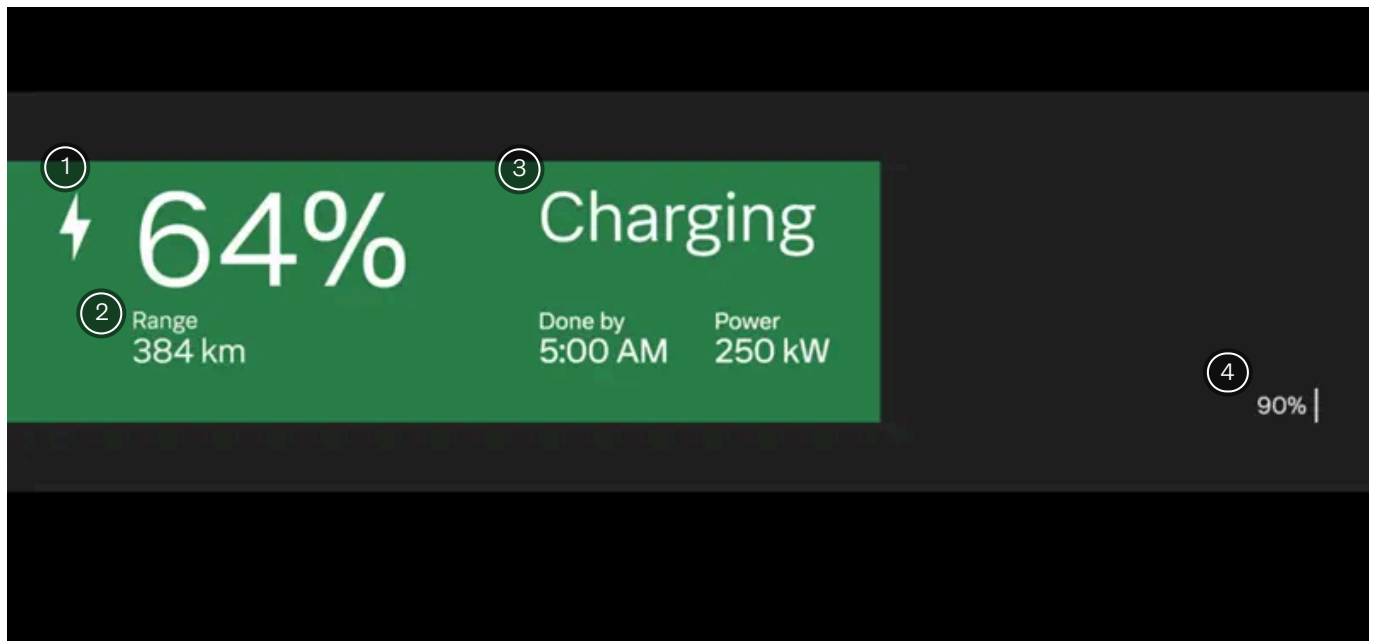 1
3
64%
Charging
2
Range
384 km
Done by
5:00 AM
Power
250 kW
4
90%